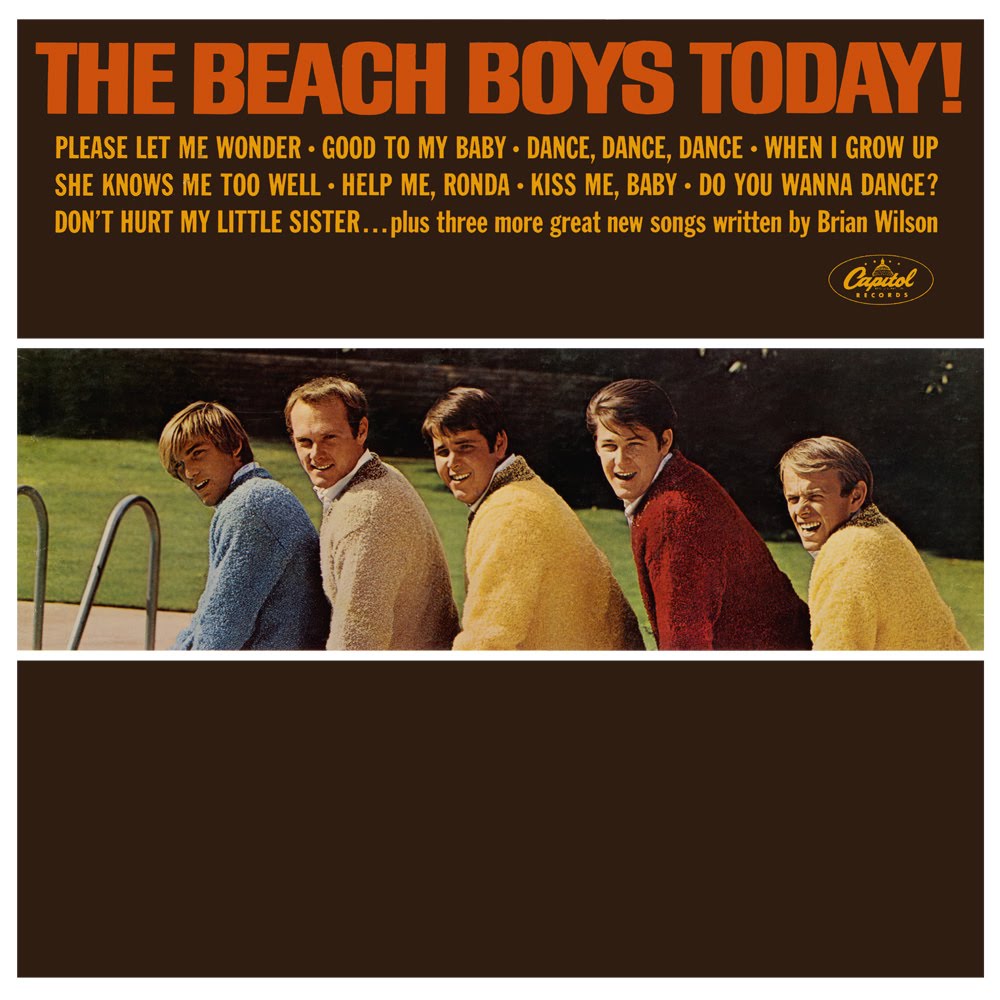 THE BEACH BOYS TODAY!
PLEASE LET ME WONDER • GOOD TO MY BABY • DANCE, DANCE, DANCE • WHEN I GROW UP
SHE KNOWS ME TOO WELL • HELP ME, RONDA • KISS ME, BABY • DO YOU WANNA DANCE?
DON'T HURT MY LITTLE SISTER...plus three more great new songs written by Brian Wilson
Capitol
RECORDS